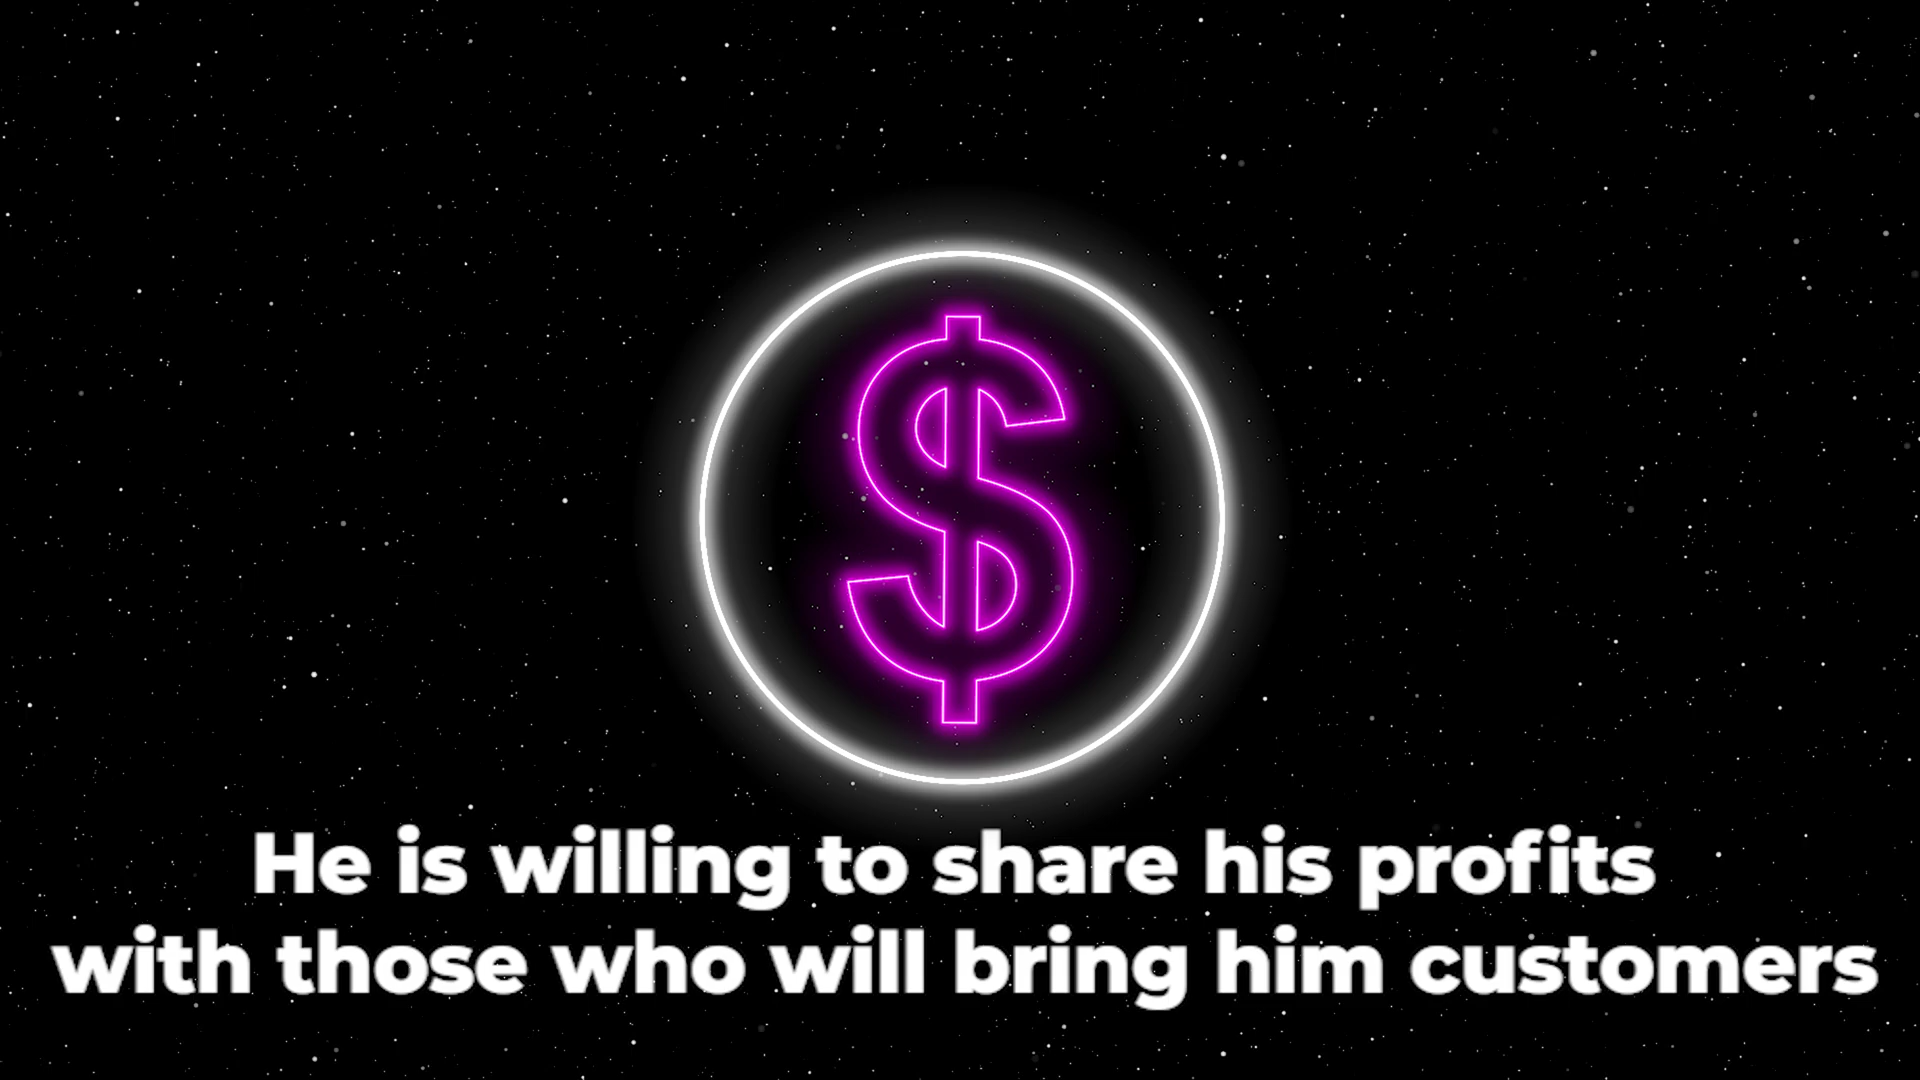 $
He is willing to share his profits
with those who will bring him customers